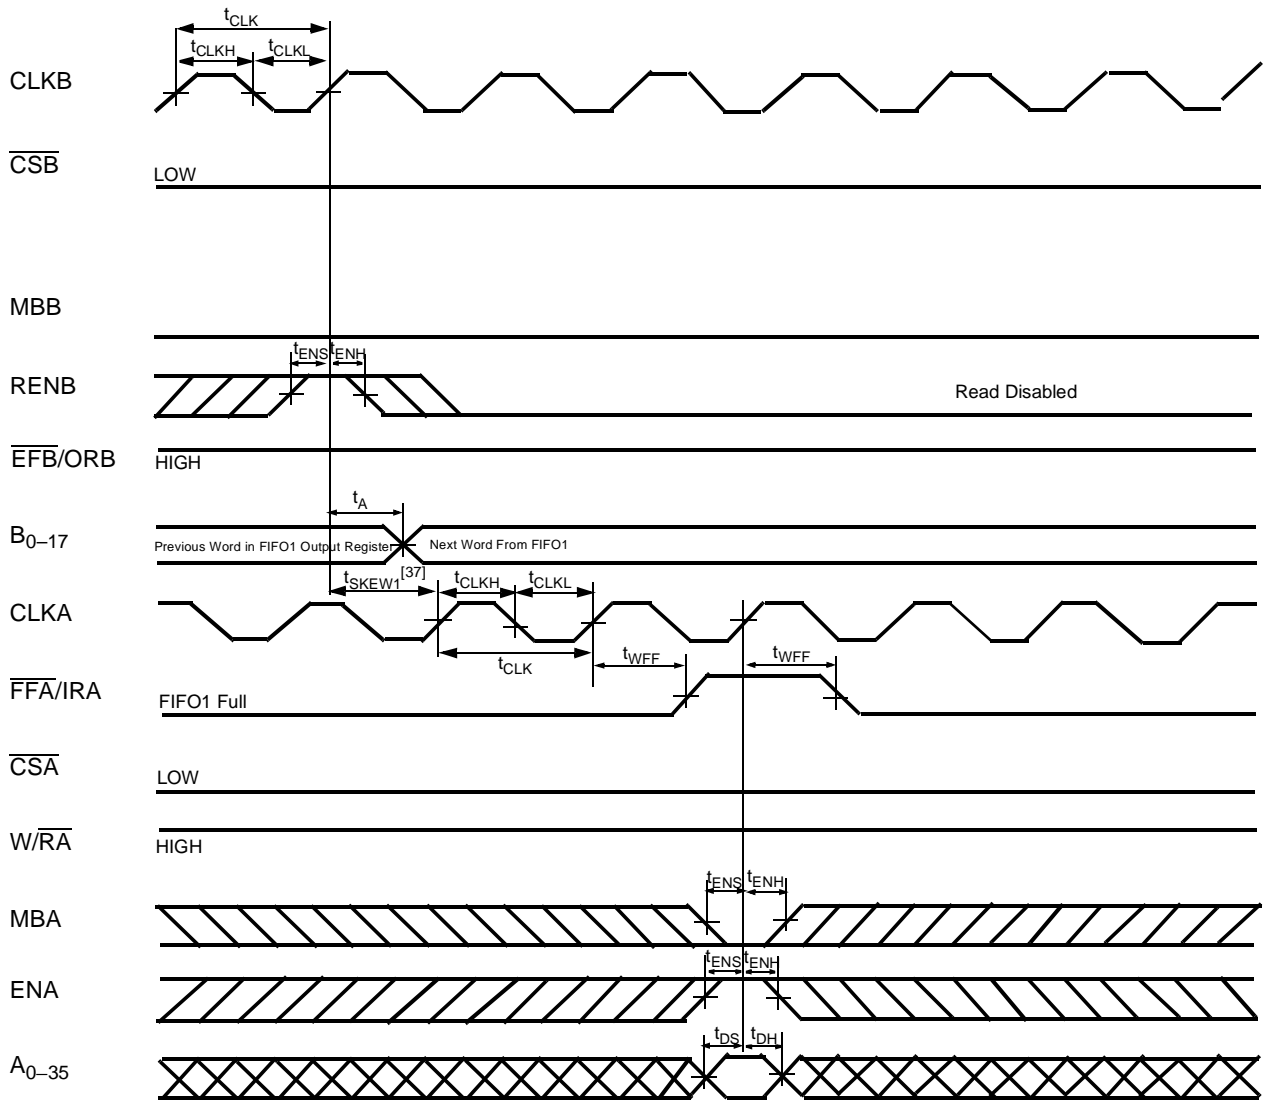 tCLK
tCLKH tCLKL
CLKB
CSB
LOW
MBB
tENS tENH
RENB
Read Disabled
EFB/ORB
HIGH
tA
B0–17
Previous Word in FIFO1 Output Register
Next Word From FIFO1
tSKEW1[37] tCLKH tCLKL
CLKA
tCLK
tWFF tWFF
FFA/IRA
FIFO1 Full
CSA
LOW
W/RA
HIGH
tENS tENH
MBA
tENS tENH
ENA
tDS tDH
A0–35